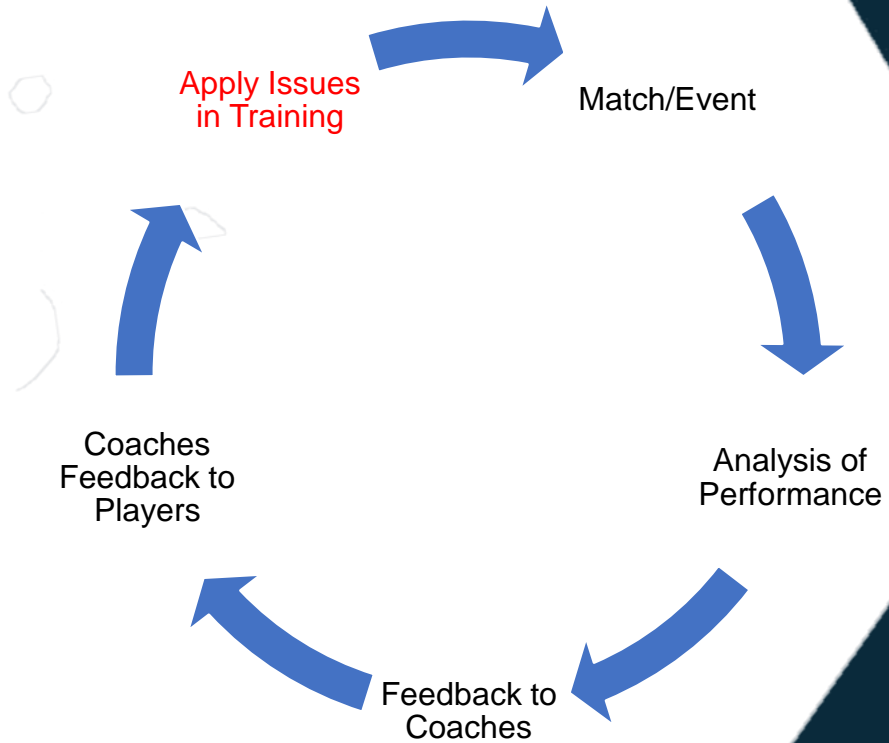 Apply Issues
in Training
Match/Event
Analysis of
Performance
Feedback to
Coaches
Coaches
Feedback to
Players